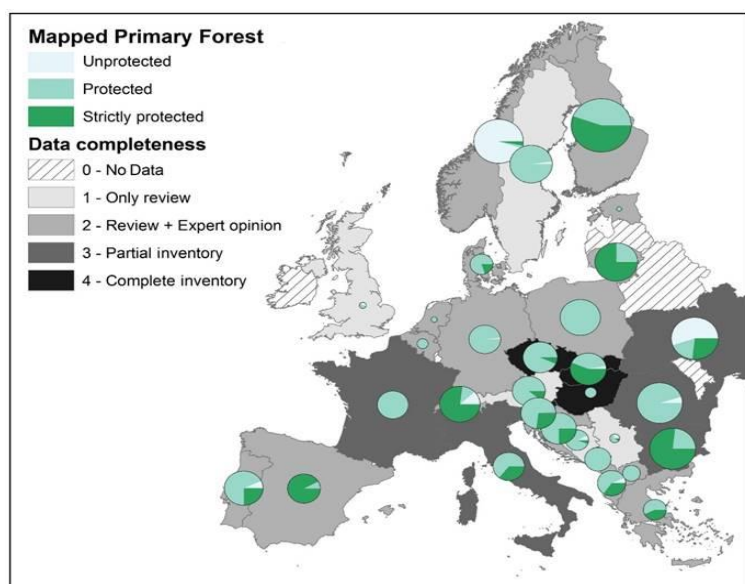 Mapped Primary Forest
Unprotected
Protected
Strictly protected
Data completeness
0 - No Data
1 - Only review
2 - Review + Expert opinion
3 - Partial inventory
4 - Complete inventory